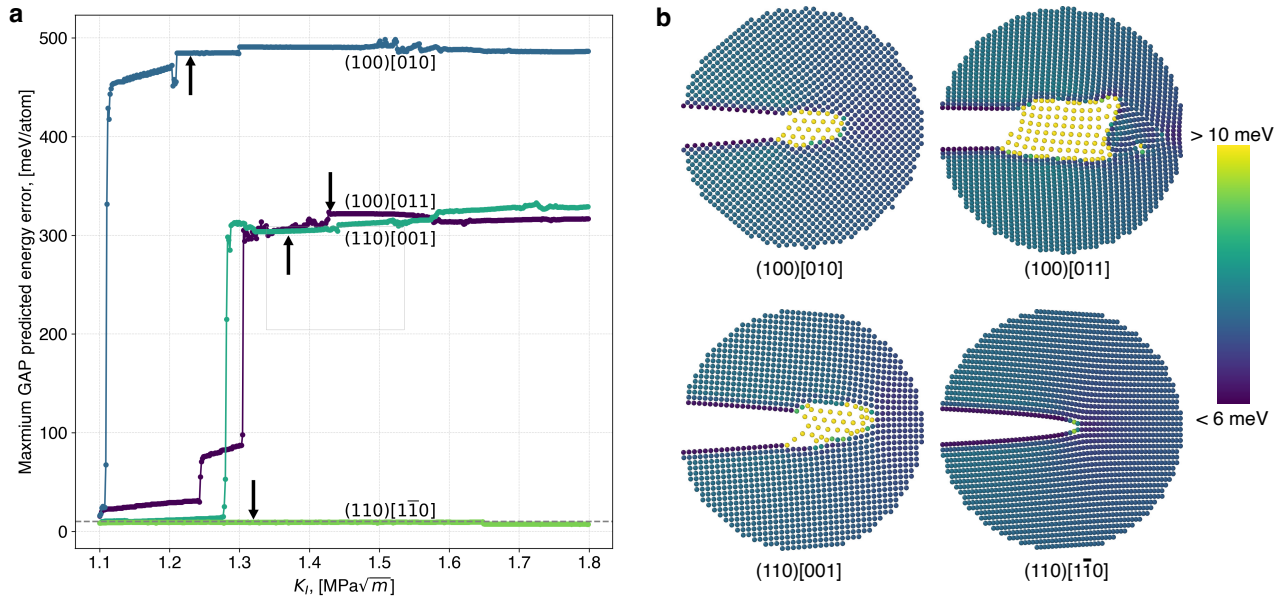 a
Maxmium GAP predicted energy error, [meV/atom]
500
400
300
200
100
0
(100)[010]
(100)[011]
(110)[001]
(110)[11̅0]
1.1 1.2 1.3 1.4 1.5 1.6 1.7 1.8
K_I, [MPa√m]
b
(100)[010]
(100)[011]
(110)[001]
(110)[11̅0]
> 10 meV
< 6 meV